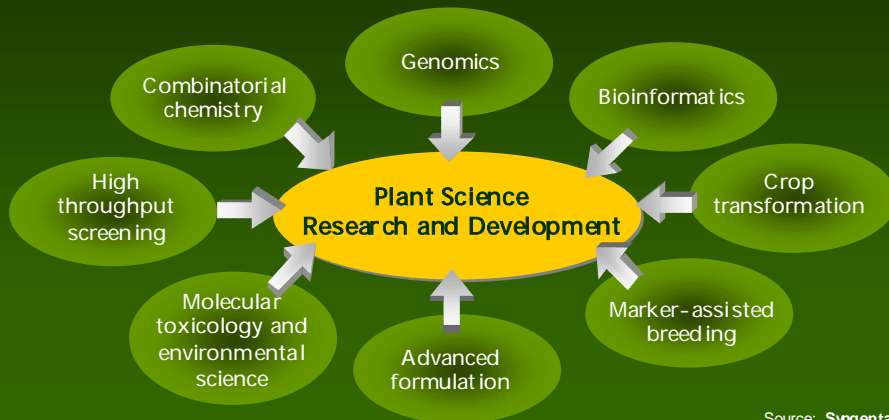 Genomics
Combinatorial
chemistry
Bioinformatics
High
throughput
screening
Plant Science
Research and Development
Crop
transformation
Molecular
toxicology and
environmental
science
Advanced
formulation
Marker-assisted
breeding
Source: Syngenta